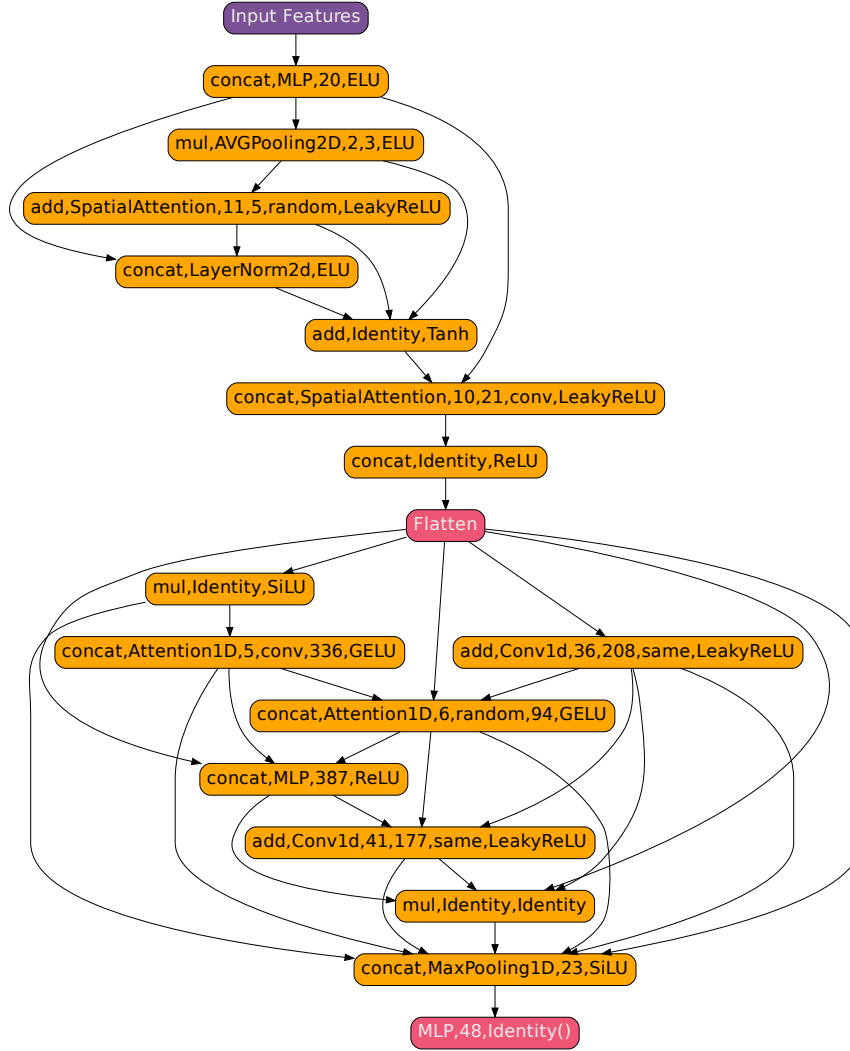 Input Features
concat,MLP,20,ELU
mul,AVGPooling2D,2,3,ELU
add,SpatialAttention,11,5,random,LeakyReLU
concat,LayerNorm2d,ELU
add,Identity,Tanh
concat,SpatialAttention,10,21,conv,LeakyReLU
concat,Identity,ReLU
Flatten
mul,Identity,SiLU
concat,Attention1D,5,conv,336,GELU
add,Conv1d,36,208,same,LeakyReLU
concat,Attention1D,6,random,94,GELU
concat,MLP,387,ReLU
add,Conv1d,41,177,same,LeakyReLU
mul,Identity,Identity
concat,MaxPooling1D,23,SiLU
MLP,48,Identity()